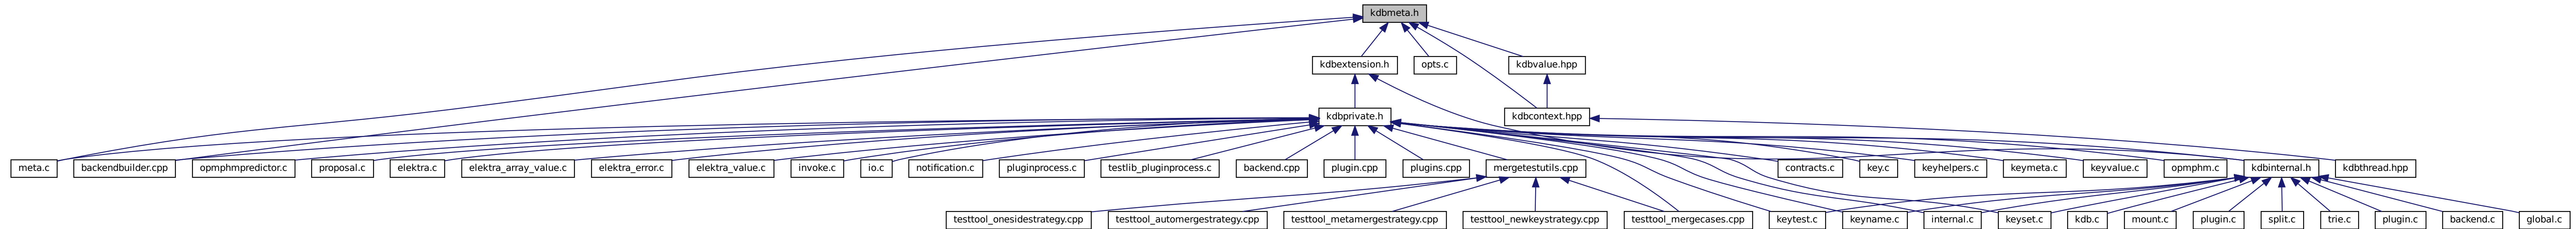 kdbmeta.h
kdbextension.h
opts.c
kdbvalue.hpp
kdbprivate.h
kdbcontext.hpp
meta.c
backendbuilder.cpp
opmphmpredictor.c
proposal.c
elektra.c
elektra_array_value.c
elektra_error.c
elektra_value.c
invoke.c
io.c
notification.c
pluginprocess.c
testlib_pluginprocess.c
backend.cpp
plugin.cpp
plugins.cpp
mergetestutils.cpp
contracts.c
key.c
keyhelpers.c
keymeta.c
keyvalue.c
opmphm.c
kdbinternal.h
kdbthread.hpp
testtool_onesidestrategy.cpp
testtool_automergestrategy.cpp
testtool_metamergestrategy.cpp
testtool_newkeystrategy.cpp
testtool_mergecases.cpp
keytest.c
keyname.c
internal.c
keyset.c
kdb.c
mount.c
plugin.c
split.c
trie.c
plugin.c
backend.c
global.c